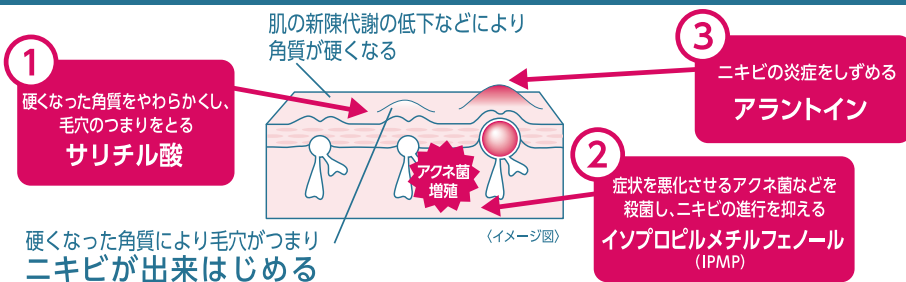 肌の新陳代謝の低下などにより
角質が硬くなる
1
硬くなった角質をやわらかくし、
毛穴のつまりをとる
サリチル酸
3
ニキビの炎症をしずめる
アラントイン
アクネ菌
増殖
2
症状を悪化させるアクネ菌などを
殺菌し、ニキビの進行を抑える
イソプロピルメチルフェノール
(IPMP)
硬くなった角質により毛穴がつまり
ニキビが出来はじめる
〈イメージ図〉